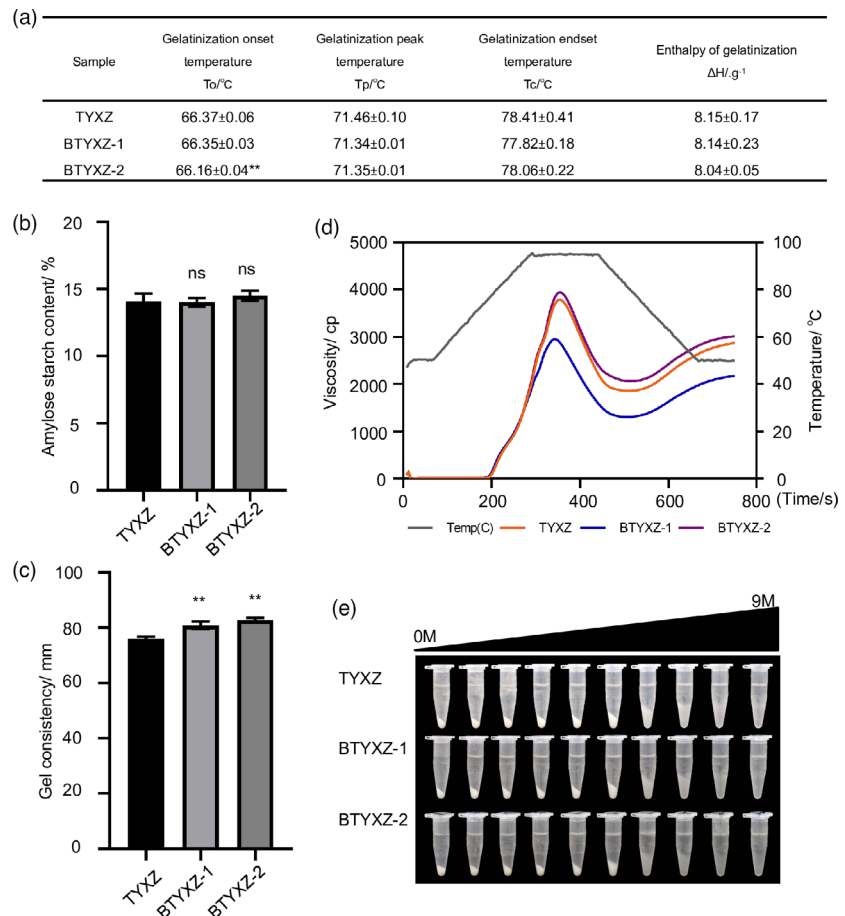 (a)
Sample
Gelatinization onset
temperature
To/°C
Gelatinization peak
temperature
Tp/°C
Gelatinization endset
temperature
Tc/°C
Enthalpy of gelatinization
ΔH/.g⁻¹
TYXZ 66.37±0.06 71.46±0.10 78.41±0.41 8.15±0.17
BTYXZ-1 66.35±0.03 71.34±0.01 77.82±0.18 8.14±0.23
BTYXZ-2 66.16±0.04** 71.35±0.01 78.06±0.22 8.04±0.05
(b)
Amylose starch content/ %
20
15
10
5
0
ns
ns
TYXZ
BTYXZ-1
BTYXZ-2
(c)
Gel consistency/ mm
100
80
60
40
20
0
**
**
TYXZ
BTYXZ-1
BTYXZ-2
(d)
Viscosity/ cp
5000
4000
3000
2000
1000
0
Temperature/ °C
100
80
60
40
20
0
0 200 400 600 800 (Time/s)
Temp(C) TYXZ BTYXZ-1 BTYXZ-2
(e)
0M
9M
TYXZ
BTYXZ-1
BTYXZ-2